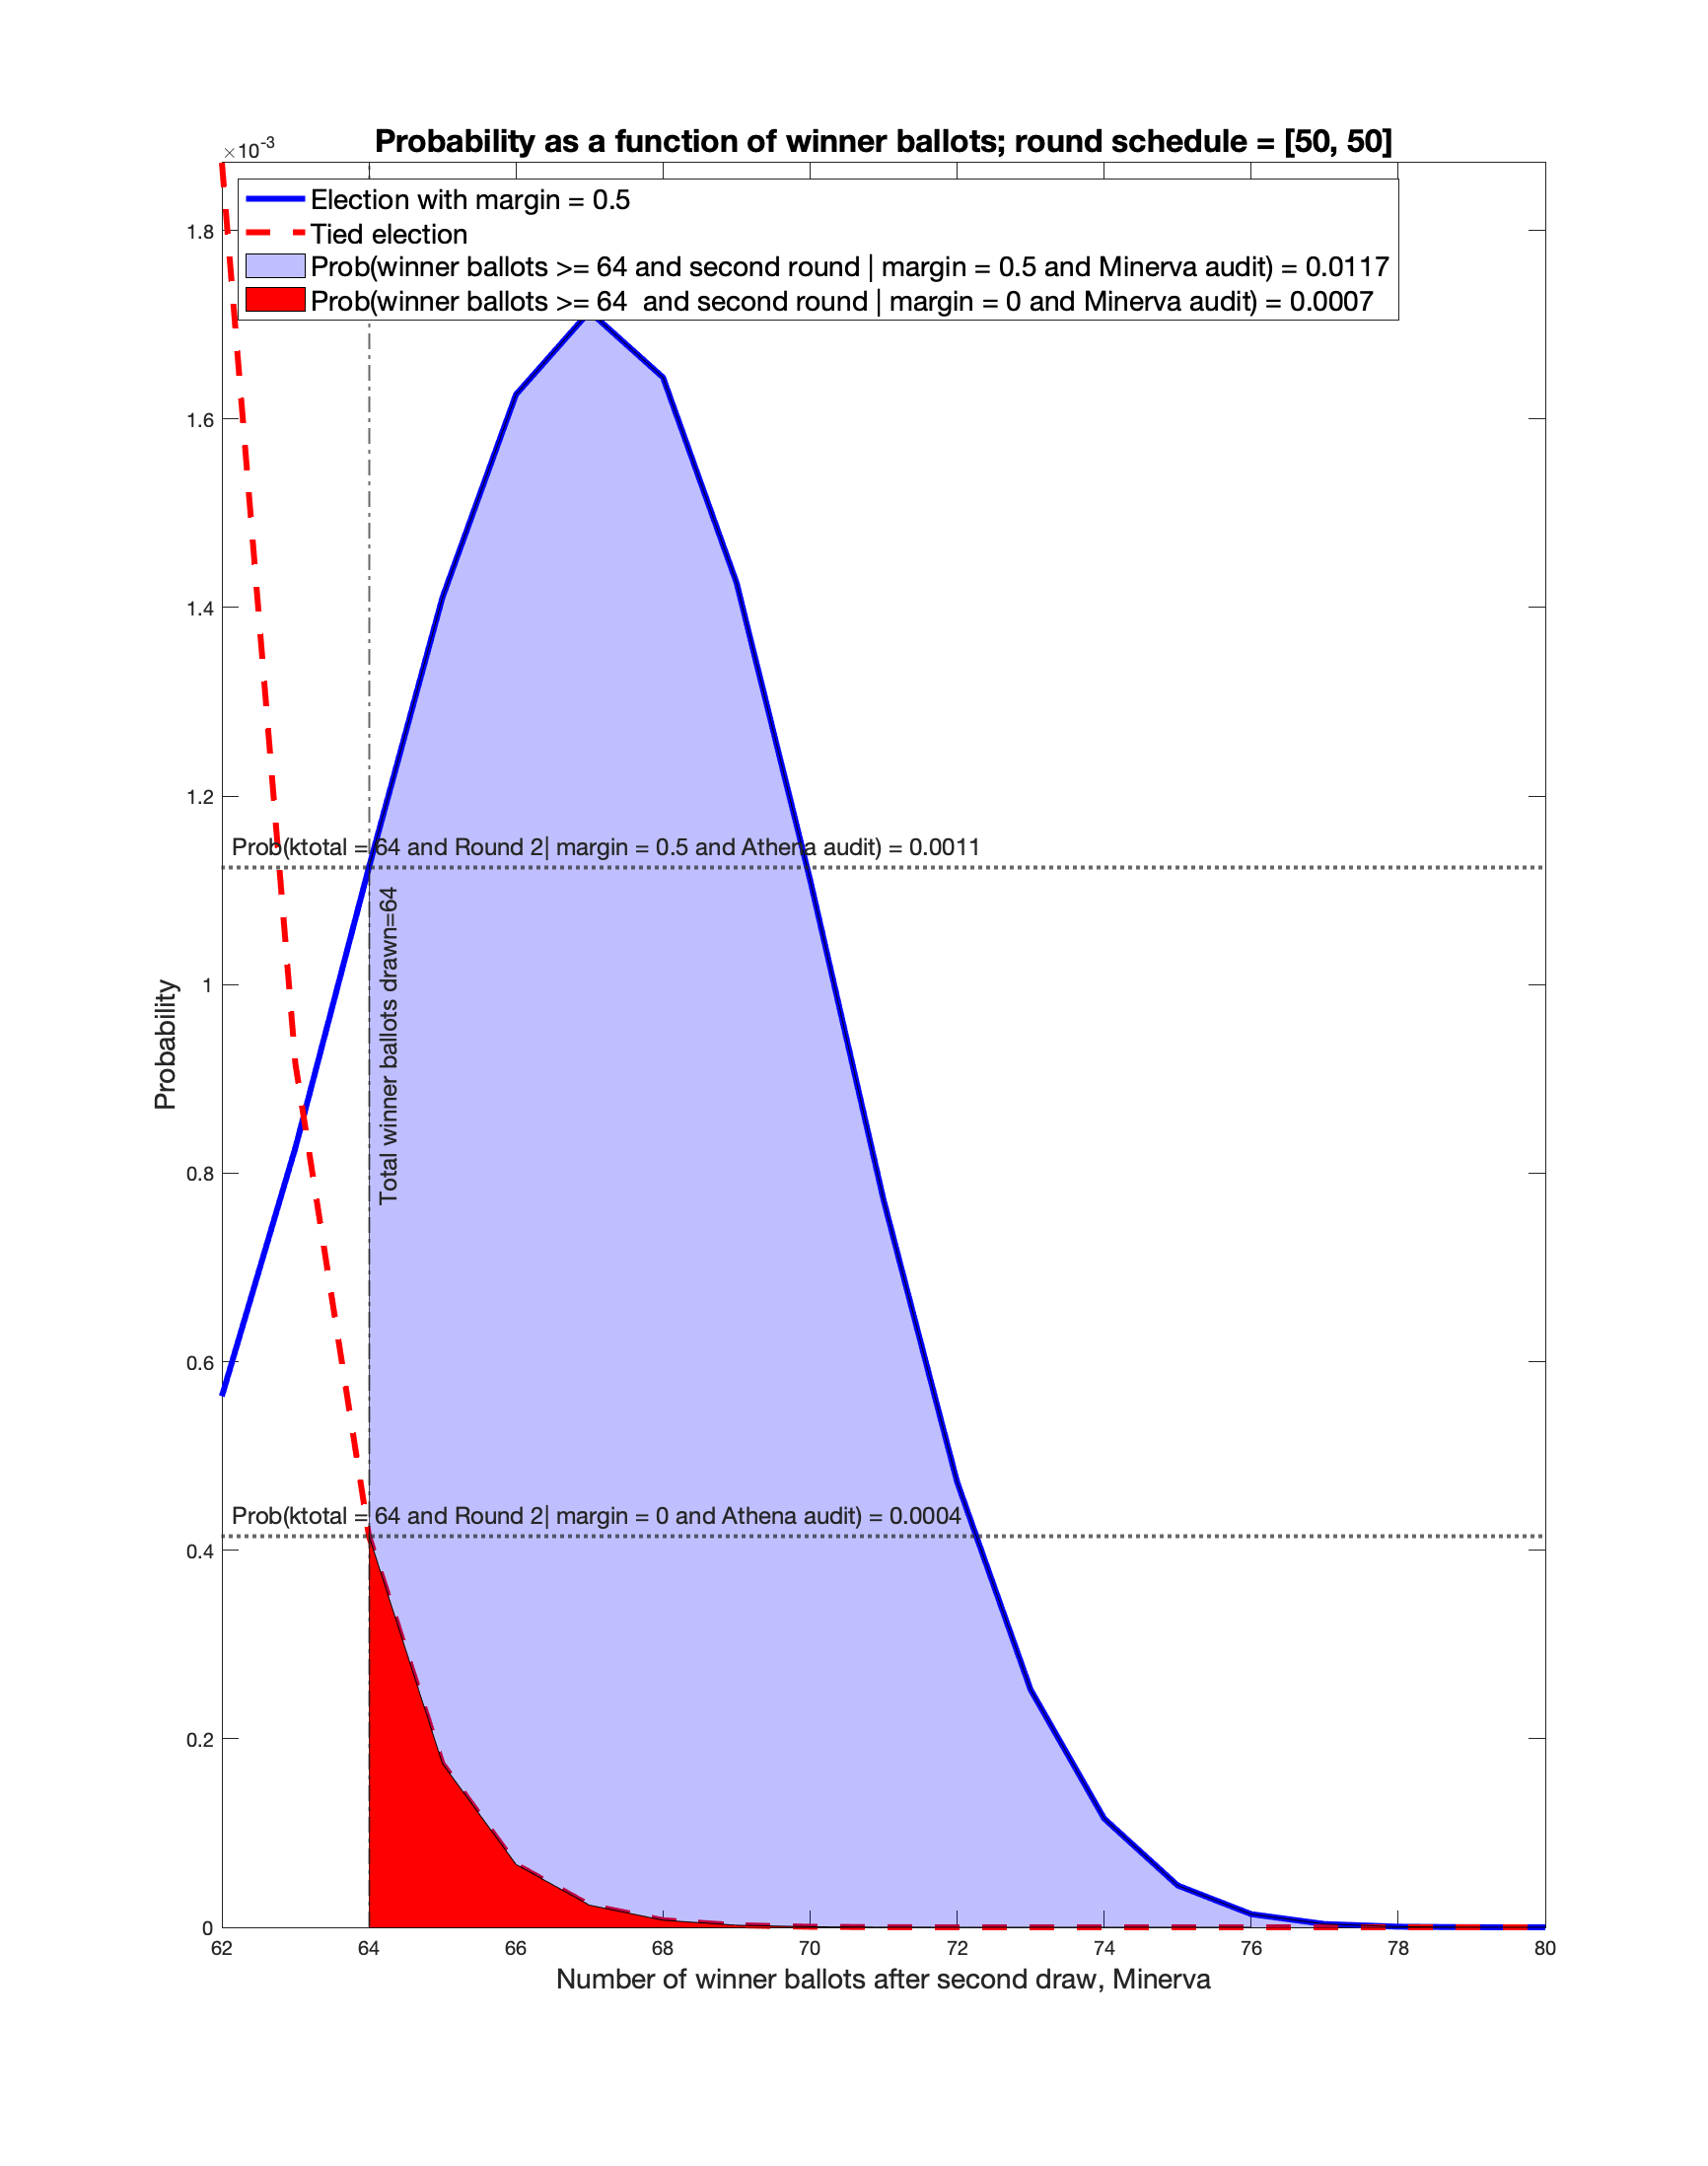 Probability as a function of winner ballots; round schedule = [50, 50]
×10-3
Election with margin = 0.5
Tied election
Prob(winner ballots >= 64 and second round | margin = 0.5 and Minerva audit) = 0.0117
Prob(winner ballots >= 64  and second round | margin = 0 and Minerva audit) = 0.0007
1.8
1.6
1.4
1.2
1
0.8
0.6
0.4
0.2
0
Probability
Prob(ktotal = 64 and Round 2| margin = 0.5 and Athena audit) = 0.0011
Total winner ballots drawn=64
Prob(ktotal = 64 and Round 2| margin = 0 and Athena audit) = 0.0004
62 64 66 68 70 72 74 76 78 80
Number of winner ballots after second draw, Minerva